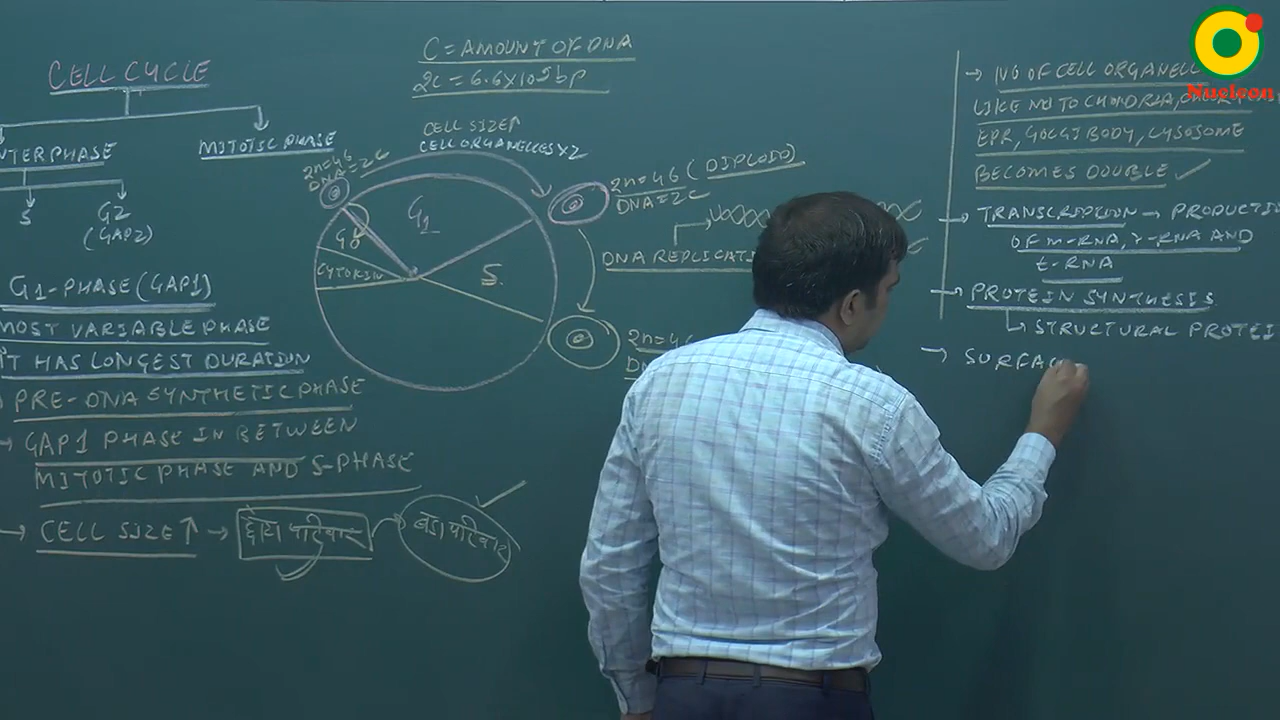 CELL CYCLE
NTERPHASE
MITOTIC PHASE
S
G2
(GAP2)
G1-PHASE (GAP1)
MOST VARIABLE PHASE
IT HAS LONGEST DURATION
PRE-DNA SYNTHETIC PHASE
→ GAP1 PHASE IN BETWEEN
MITOTIC PHASE AND S-PHASE
→ CELL SIZE ↑ → छोटा परिवार → बड़ा परिवार
C = AMOUNT OF DNA
2C = 6.6×10⁹ bp
CELL SIZE ↑
CELL ORGANELLES×2
2n=46
DNA=2C
G1
G0
CYTOKIN
S
2n=46 (DIPLOID)
DNA=2C
DNA REPLICATI
2n=46
→ NO OF CELL ORGANELL
LIKE MITOCHONDRIA,
EPR, GOLGI BODY, LYSOSOME
BECOMES DOUBLE ✓
→ TRANSCRIPTION → PRODUCTIO
OF m-RNA, r-RNA AND
t-RNA
→ PROTEIN SYNTHESIS
STRUCTURAL PROTEI
→ SURFA
Nucleon